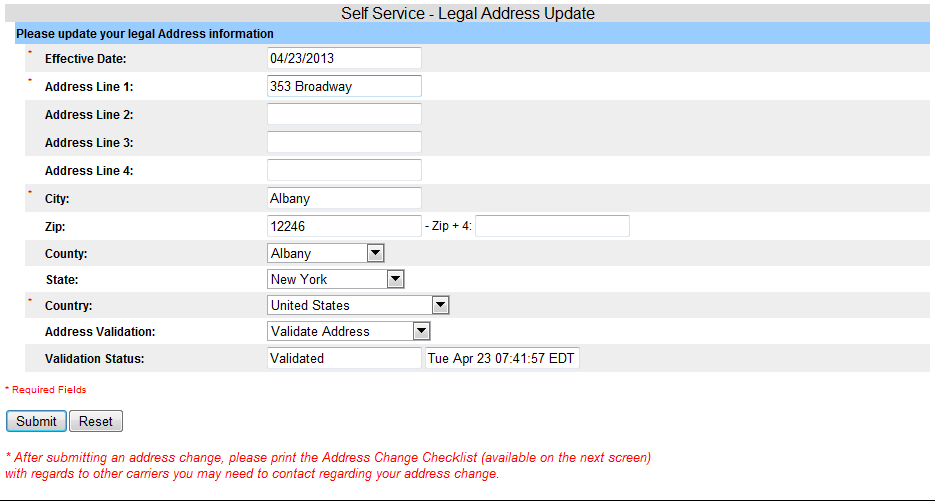 Self Service - Legal Address Update
Please update your legal Address information
* Effective Date: 04/23/2013
* Address Line 1: 353 Broadway
Address Line 2:
Address Line 3:
Address Line 4:
* City: Albany
Zip: 12246 - Zip + 4:
County: Albany
State: New York
* Country: United States
Address Validation: Validate Address
Validation Status: Validated Tue Apr 23 07:41:57 EDT
* Required Fields
Submit Reset
* After submitting an address change, please print the Address Change Checklist (available on the next screen)
with regards to other carriers you may need to contact regarding your address change.